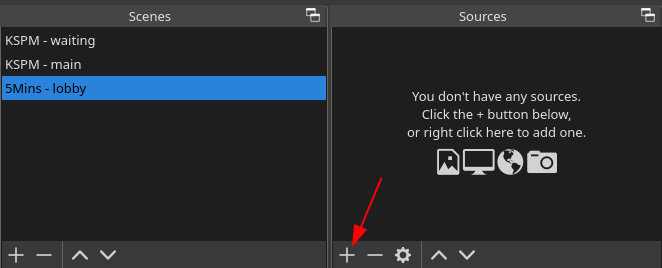 Scenes
Sources
KSPM - waiting
KSPM - main
5Mins - lobby
You don't have any sources.
Click the + button below,
or right click here to add one.